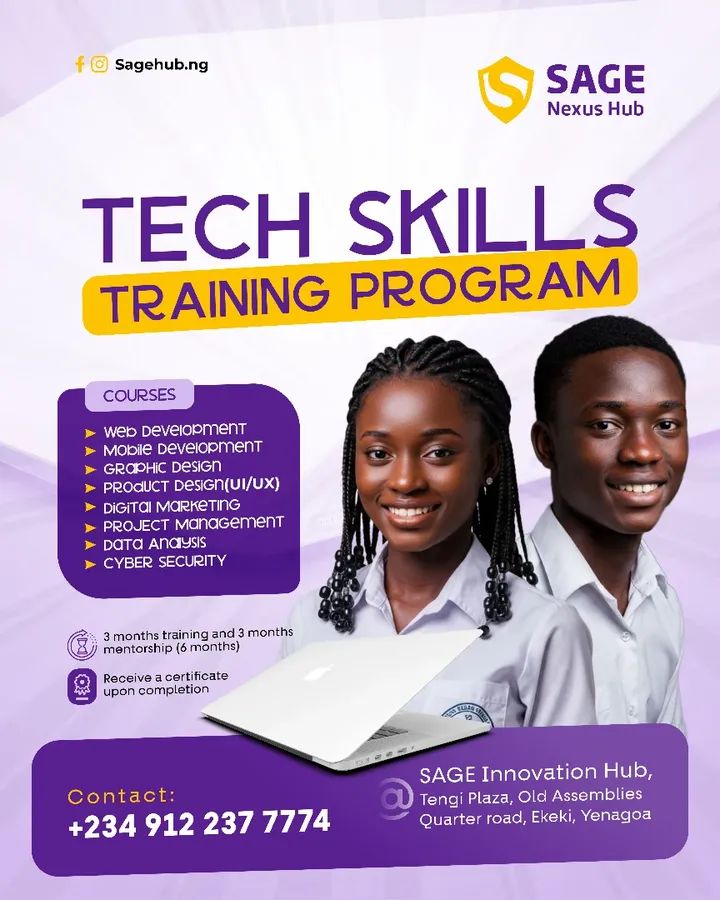 Sagehub.ng
SAGE
Nexus Hub
TECH SKILLS
TRAINING PROGRAM
COURSES
Web Development
Mobile Development
Graphic Design
Product Design(UI/UX)
Digital Marketing
Project Management
Data Analysis
Cyber Security
3 months training and 3 months
mentorship (6 months)
Receive a certificate
upon completion
Contact:
+234 912 237 7774
@ SAGE Innovation Hub,
Tengi Plaza, Old Assemblies
Quarter road, Ekeki, Yenagoa